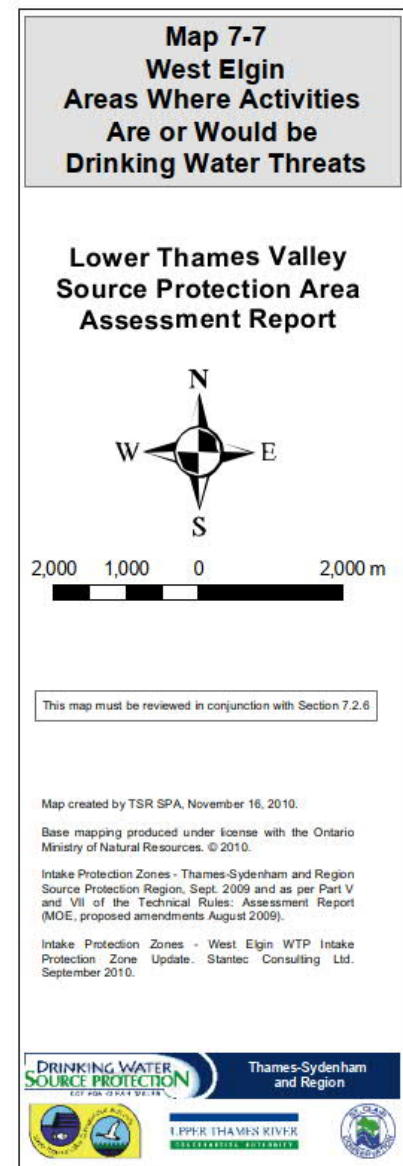 Map 7-7
West Elgin
Areas Where Activities
Are or Would be
Drinking Water Threats
Lower Thames Valley
Source Protection Area
Assessment Report
N
W E
S
2,000 1,000 0 2,000 m
This map must be reviewed in conjunction with Section 7.2.6
Map created by TSR SPA, November 16, 2010.
Base mapping produced under license with the Ontario
Ministry of Natural Resources. © 2010.
Intake Protection Zones - Thames-Sydenham and Region
Source Protection Region, Sept. 2009 and as per Part V
and VII of the Technical Rules: Assessment Report
(MOE, proposed amendments August 2009).
Intake Protection Zones - West Elgin WTP Intake
Protection Zone Update. Stantec Consulting Ltd.
September 2010.
DRINKING WATER
SOURCE PROTECTION
Thames-Sydenham
and Region
UPPER THAMES RIVER
CONSERVATION AUTHORITY
ST. CLAIR
CONSERVATION